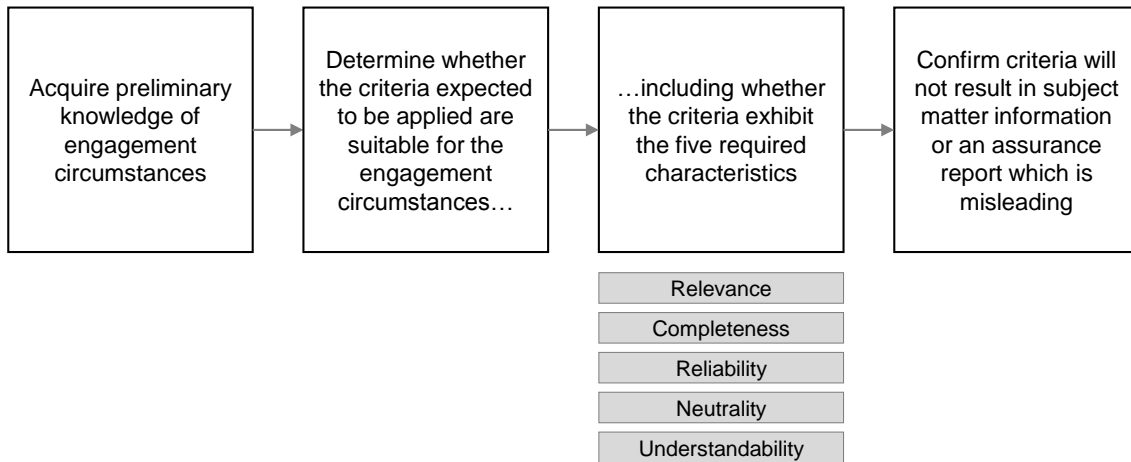 Acquire preliminary
knowledge of
engagement
circumstances
Determine whether
the criteria expected
to be applied are
suitable for the
engagement
circumstances…
…including whether
the criteria exhibit
the five required
characteristics
Confirm criteria will
not result in subject
matter information
or an assurance
report which is
misleading
Relevance
Completeness
Reliability
Neutrality
Understandability